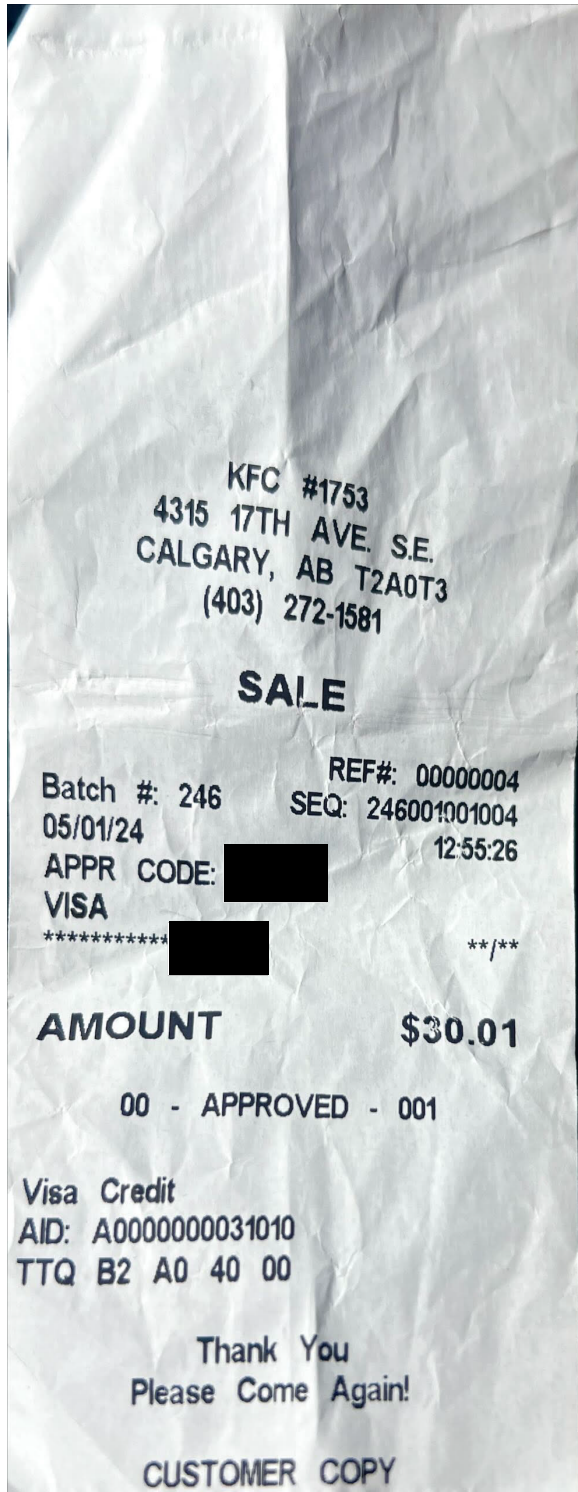 KFC #1753
4315 17TH AVE. S.E.
CALGARY, AB T2A0T3
(403) 272-1581
SALE
REF#: 00000004
Batch #: 246 SEQ: 246001001004
05/01/24 12:55:26
APPR CODE:
VISA
*********** **/**
AMOUNT $30.01
00 - APPROVED - 001
Visa Credit
AID: A0000000031010
TTQ B2 A0 40 00
Thank You
Please Come Again!
CUSTOMER COPY